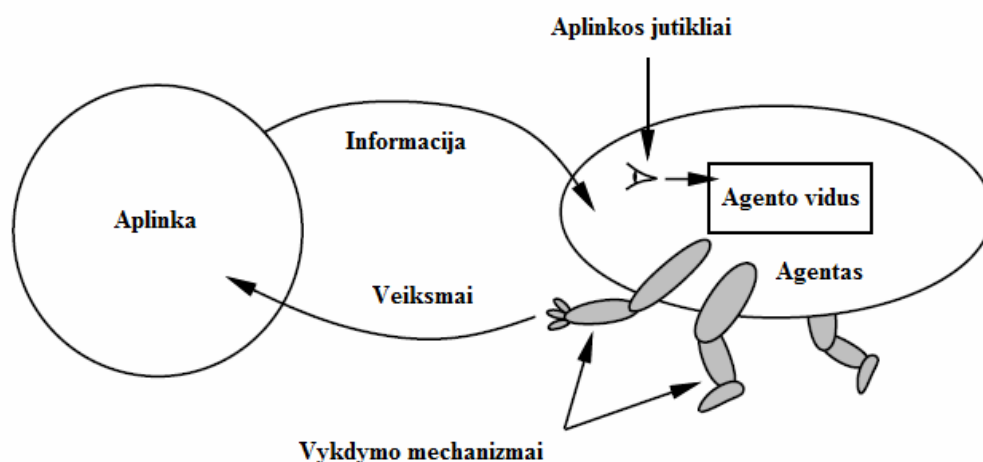 Aplinkos jutikliai
Informacija
Agento vidus
Aplinka
Agentas
Veiksmai
Vykdymo mechanizmai